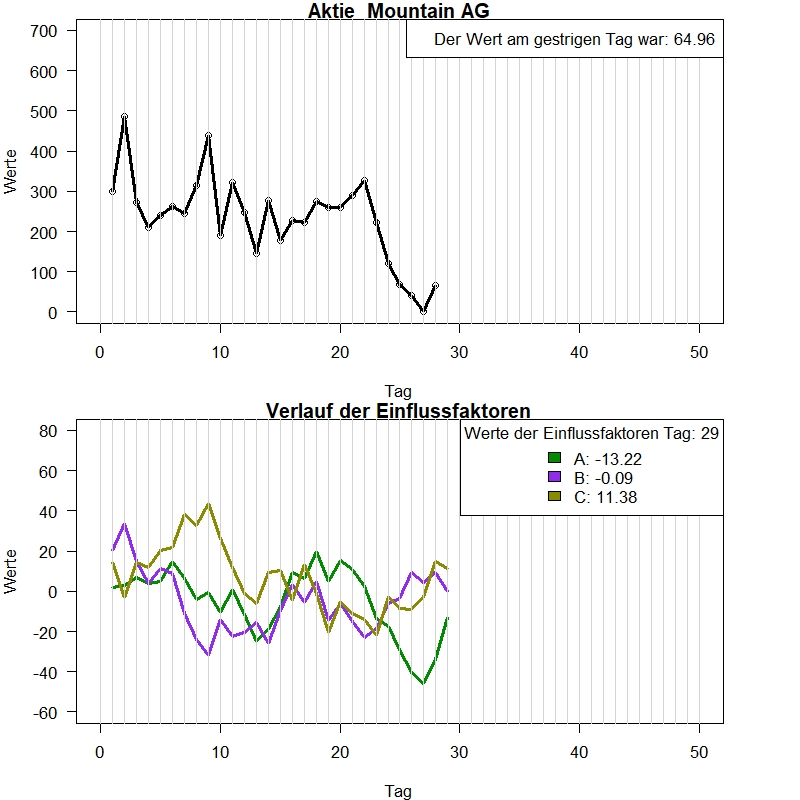 Aktie  Mountain AG
Der Wert am gestrigen Tag war: 64.96
Werte
700
600
500
400
300
200
100
0
0 10 20 30 40 50
Tag
Verlauf der Einflussfaktoren
Werte der Einflussfaktoren Tag: 29
A: -13.22
B: -0.09
C: 11.38
Werte
80
60
40
20
0
-20
-40
-60
0 10 20 30 40 50
Tag